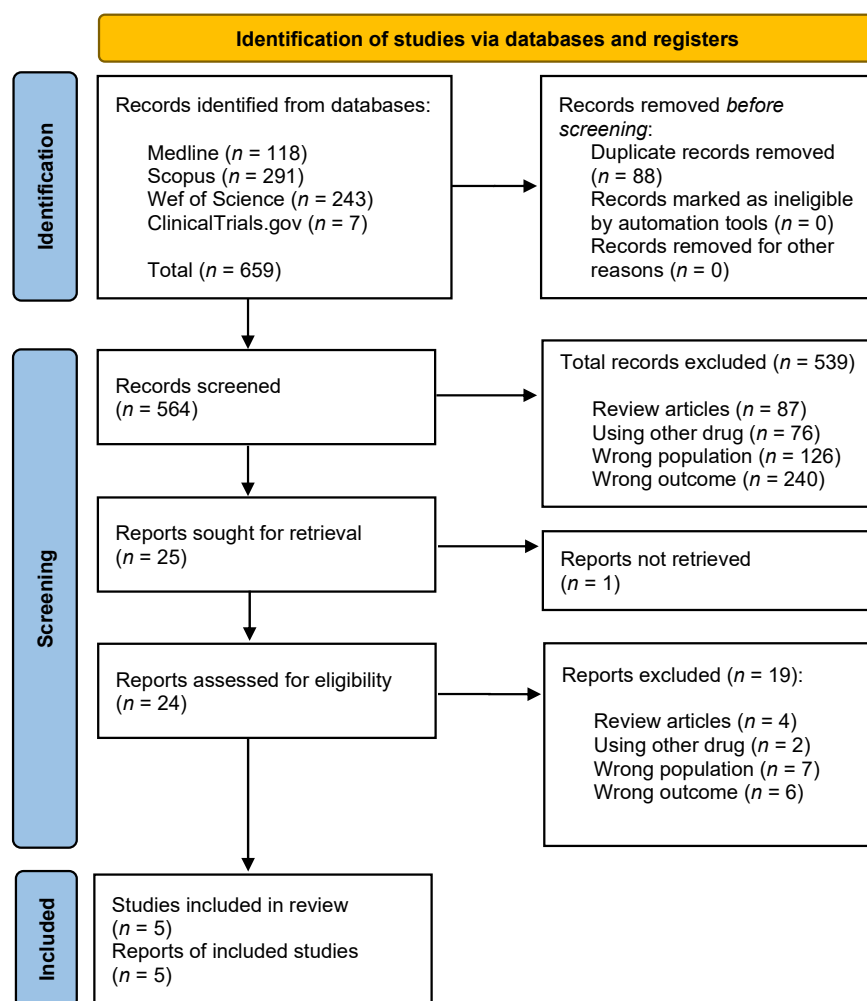 Identification of studies via databases and registers
Identification
Records identified from databases:
Medline (n = 118)
Scopus (n = 291)
Wef of Science (n = 243)
ClinicalTrials.gov (n = 7)
Total (n = 659)
Records removed before
screening:
Duplicate records removed
(n = 88)
Records marked as ineligible
by automation tools (n = 0)
Records removed for other
reasons (n = 0)
Screening
Records screened
(n = 564)
Total records excluded (n = 539)
Review articles (n = 87)
Using other drug (n = 76)
Wrong population (n = 126)
Wrong outcome (n = 240)
Reports sought for retrieval
(n = 25)
Reports not retrieved
(n = 1)
Reports assessed for eligibility
(n = 24)
Reports excluded (n = 19):
Review articles (n = 4)
Using other drug (n = 2)
Wrong population (n = 7)
Wrong outcome (n = 6)
Included
Studies included in review
(n = 5)
Reports of included studies
(n = 5)